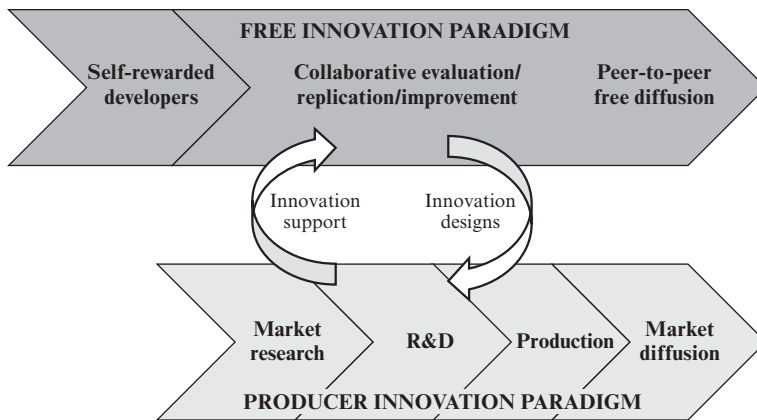 FREE INNOVATION PARADIGM
Self-rewarded
developers
Collaborative evaluation/
replication/improvement
Peer-to-peer
free diffusion
Innovation
support
Innovation
designs
Market
research
R&D
Production
Market
diffusion
PRODUCER INNOVATION PARADIGM